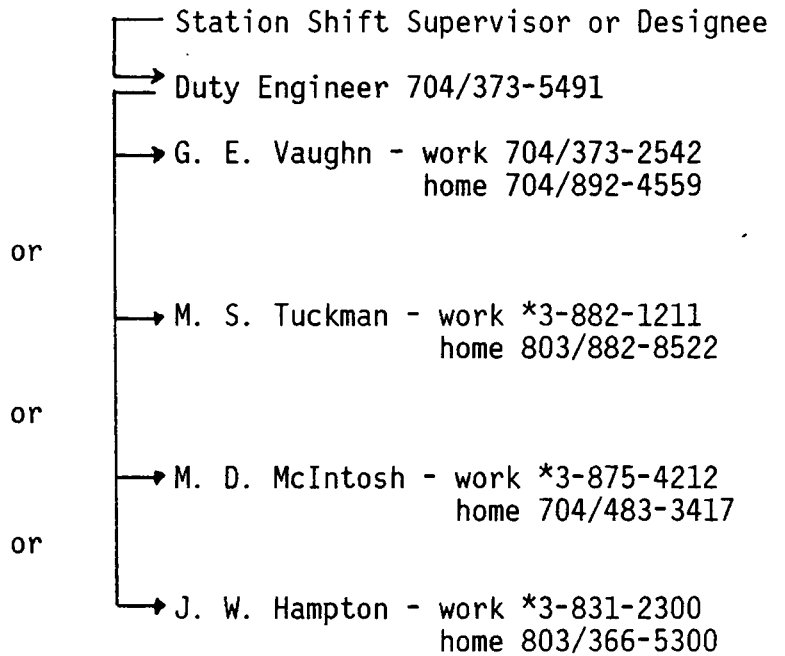 Station Shift Supervisor or Designee
Duty Engineer 704/373-5491
G. E. Vaughn - work 704/373-2542
home 704/892-4559
or
M. S. Tuckman - work *3-882-1211
home 803/882-8522
or
M. D. McIntosh - work *3-875-4212
home 704/483-3417
or
J. W. Hampton - work *3-831-2300
home 803/366-5300